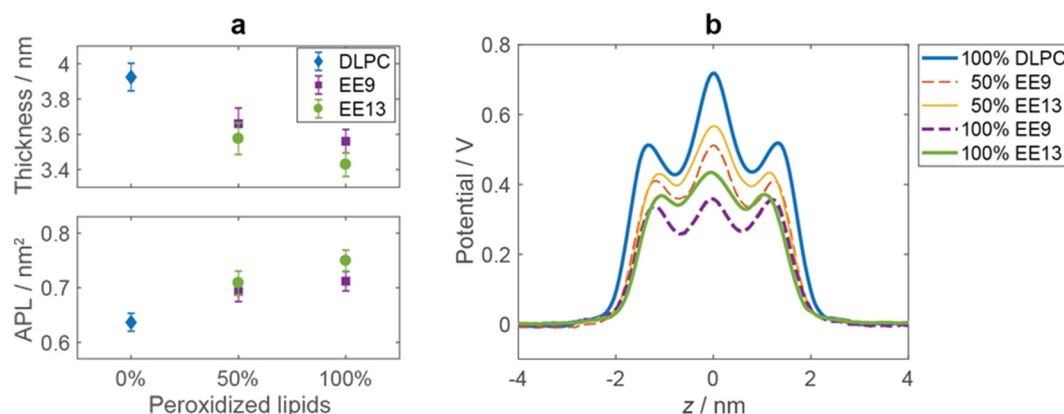 a
Thickness / nm
4
3.8
3.6
3.4
DLPC
EE9
EE13
APL / nm²
0.8
0.7
0.6
0% 50% 100%
Peroxidized lipids
b
Potential / V
0.8
0.6
0.4
0.2
0
-4 -2 0 2 4
z / nm
100% DLPC
50% EE9
50% EE13
100% EE9
100% EE13